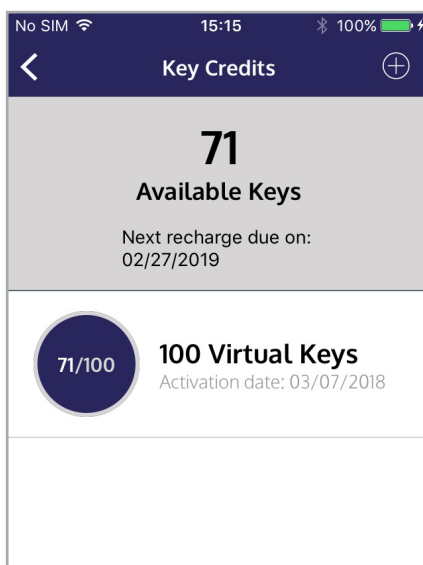 No SIM 15:15 100%
Key Credits
71
Available Keys
Next recharge due on:
02/27/2019
71/100
100 Virtual Keys
Activation date: 03/07/2018